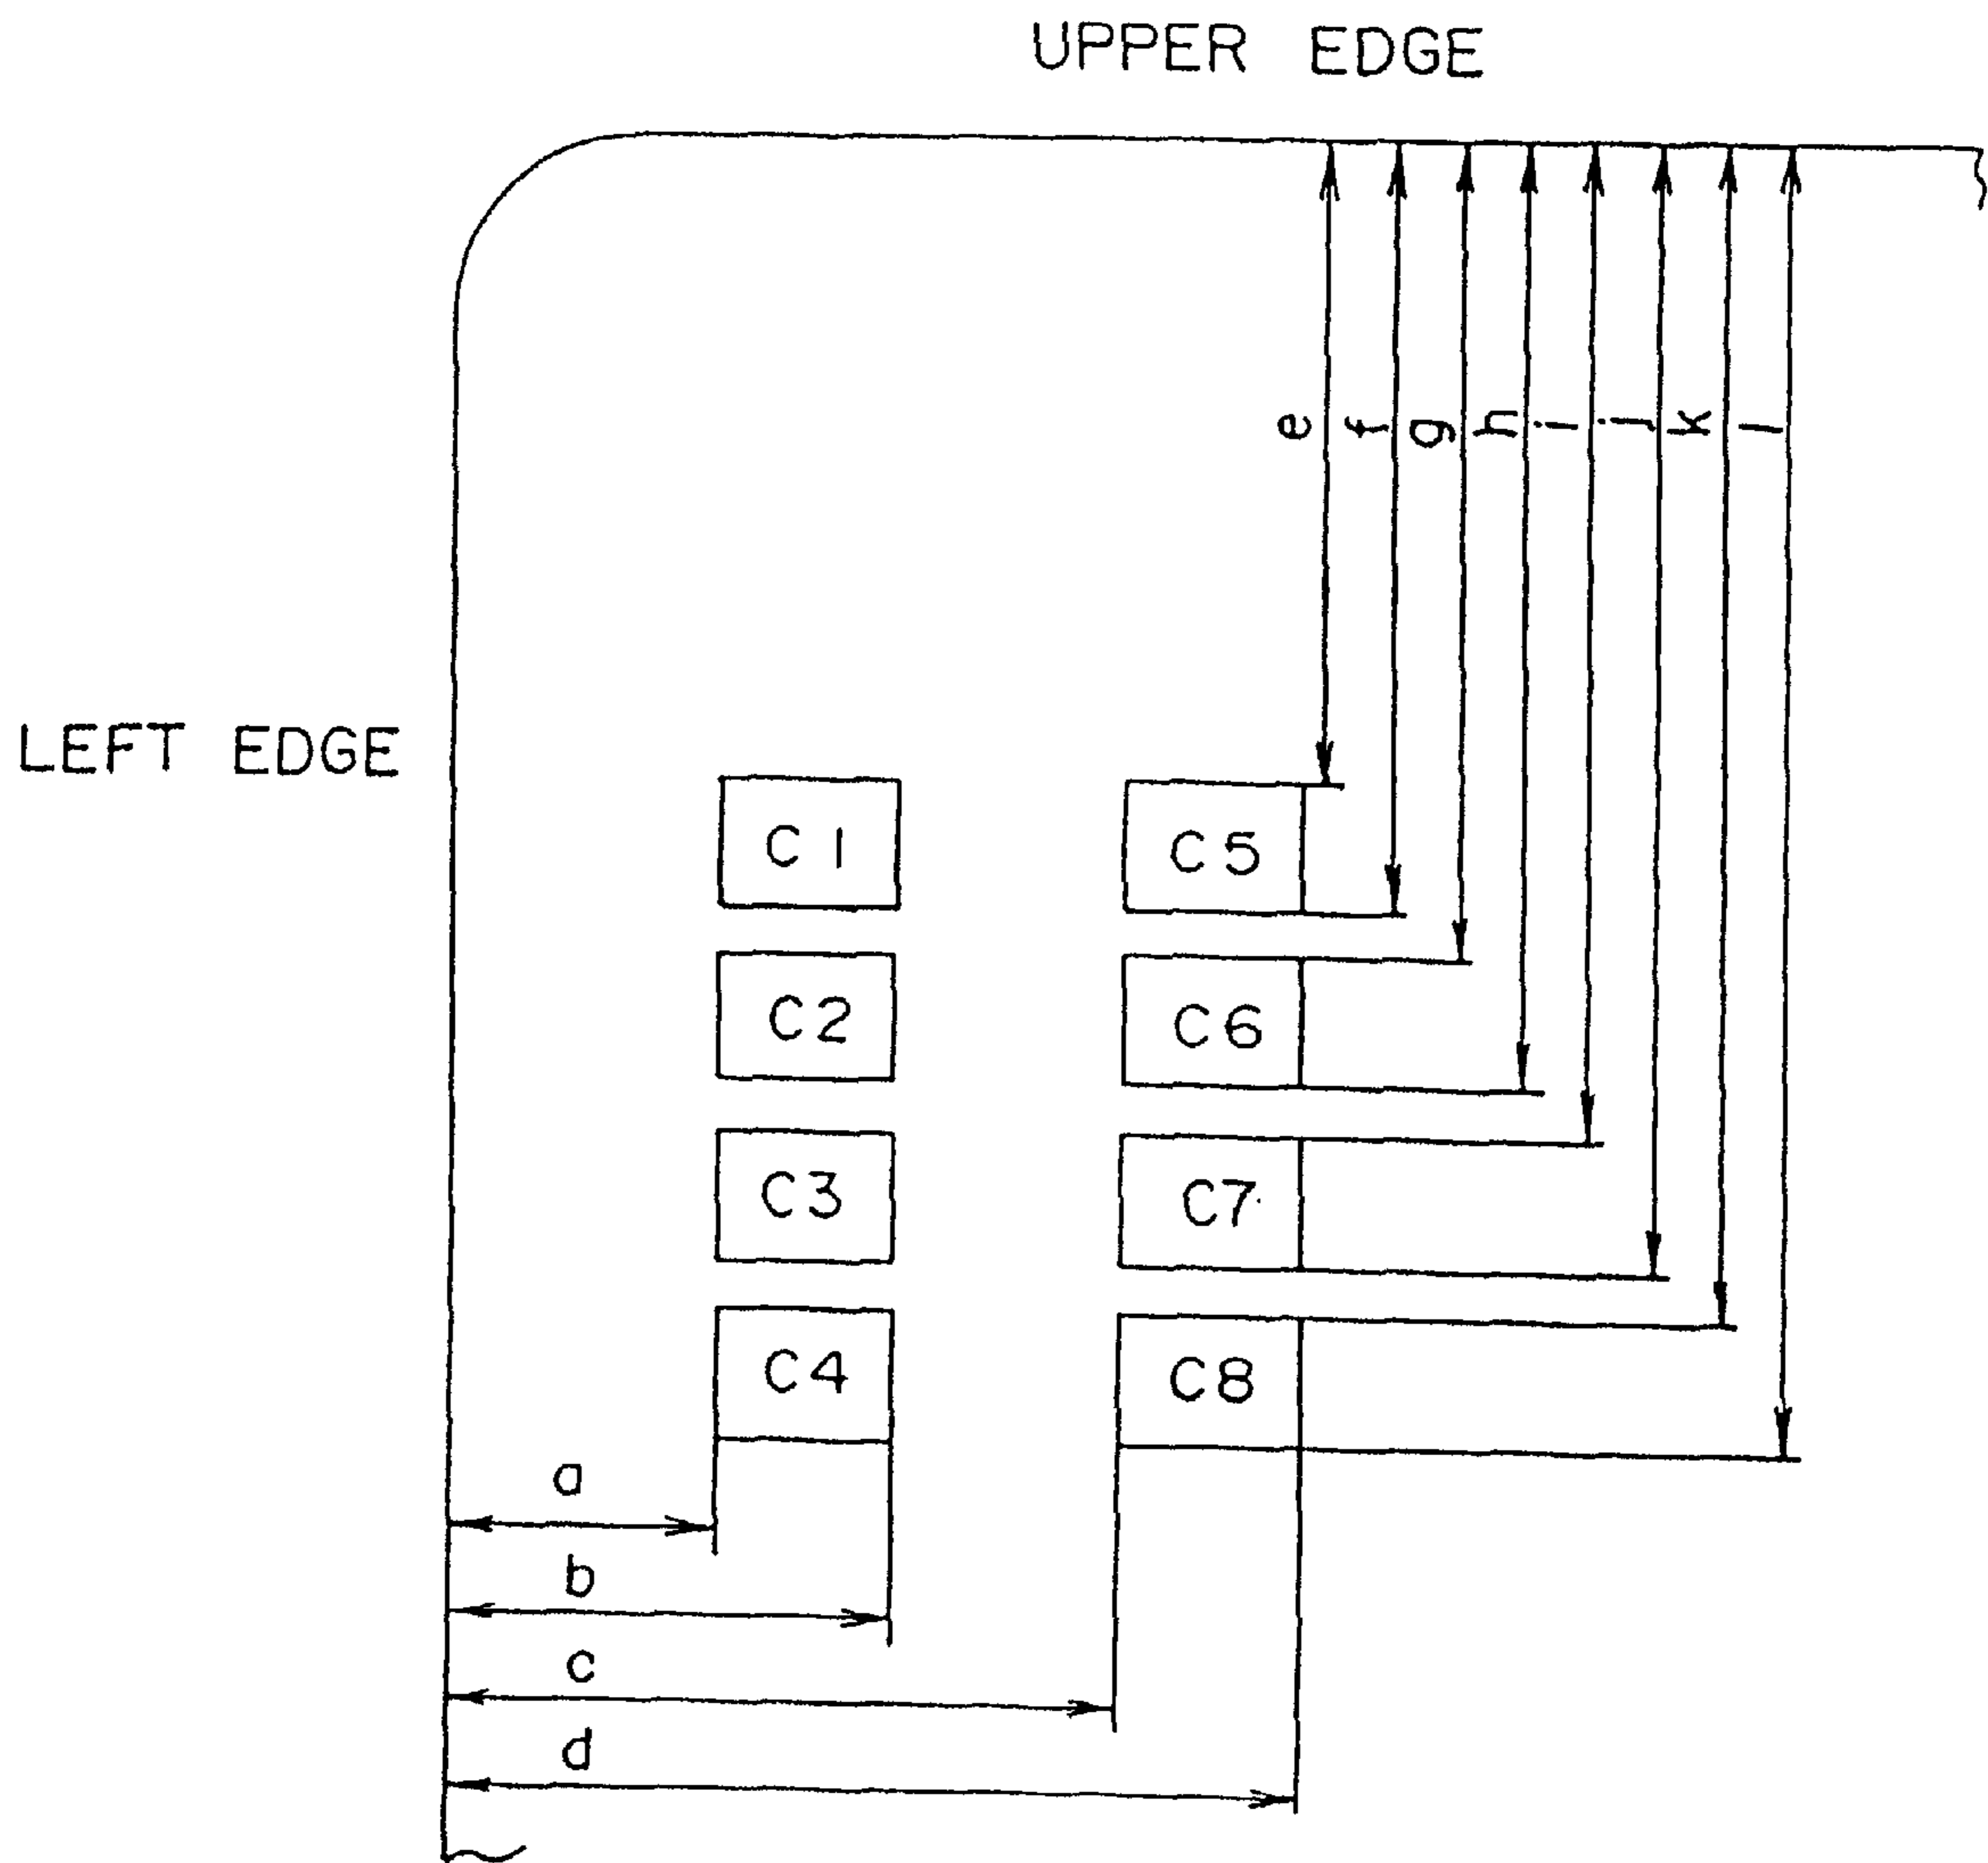 UPPER EDGE
e f g h i j k l
LEFT EDGE
C1 C5
C2 C6
C3 C7
C4 C8
a
b
c
d